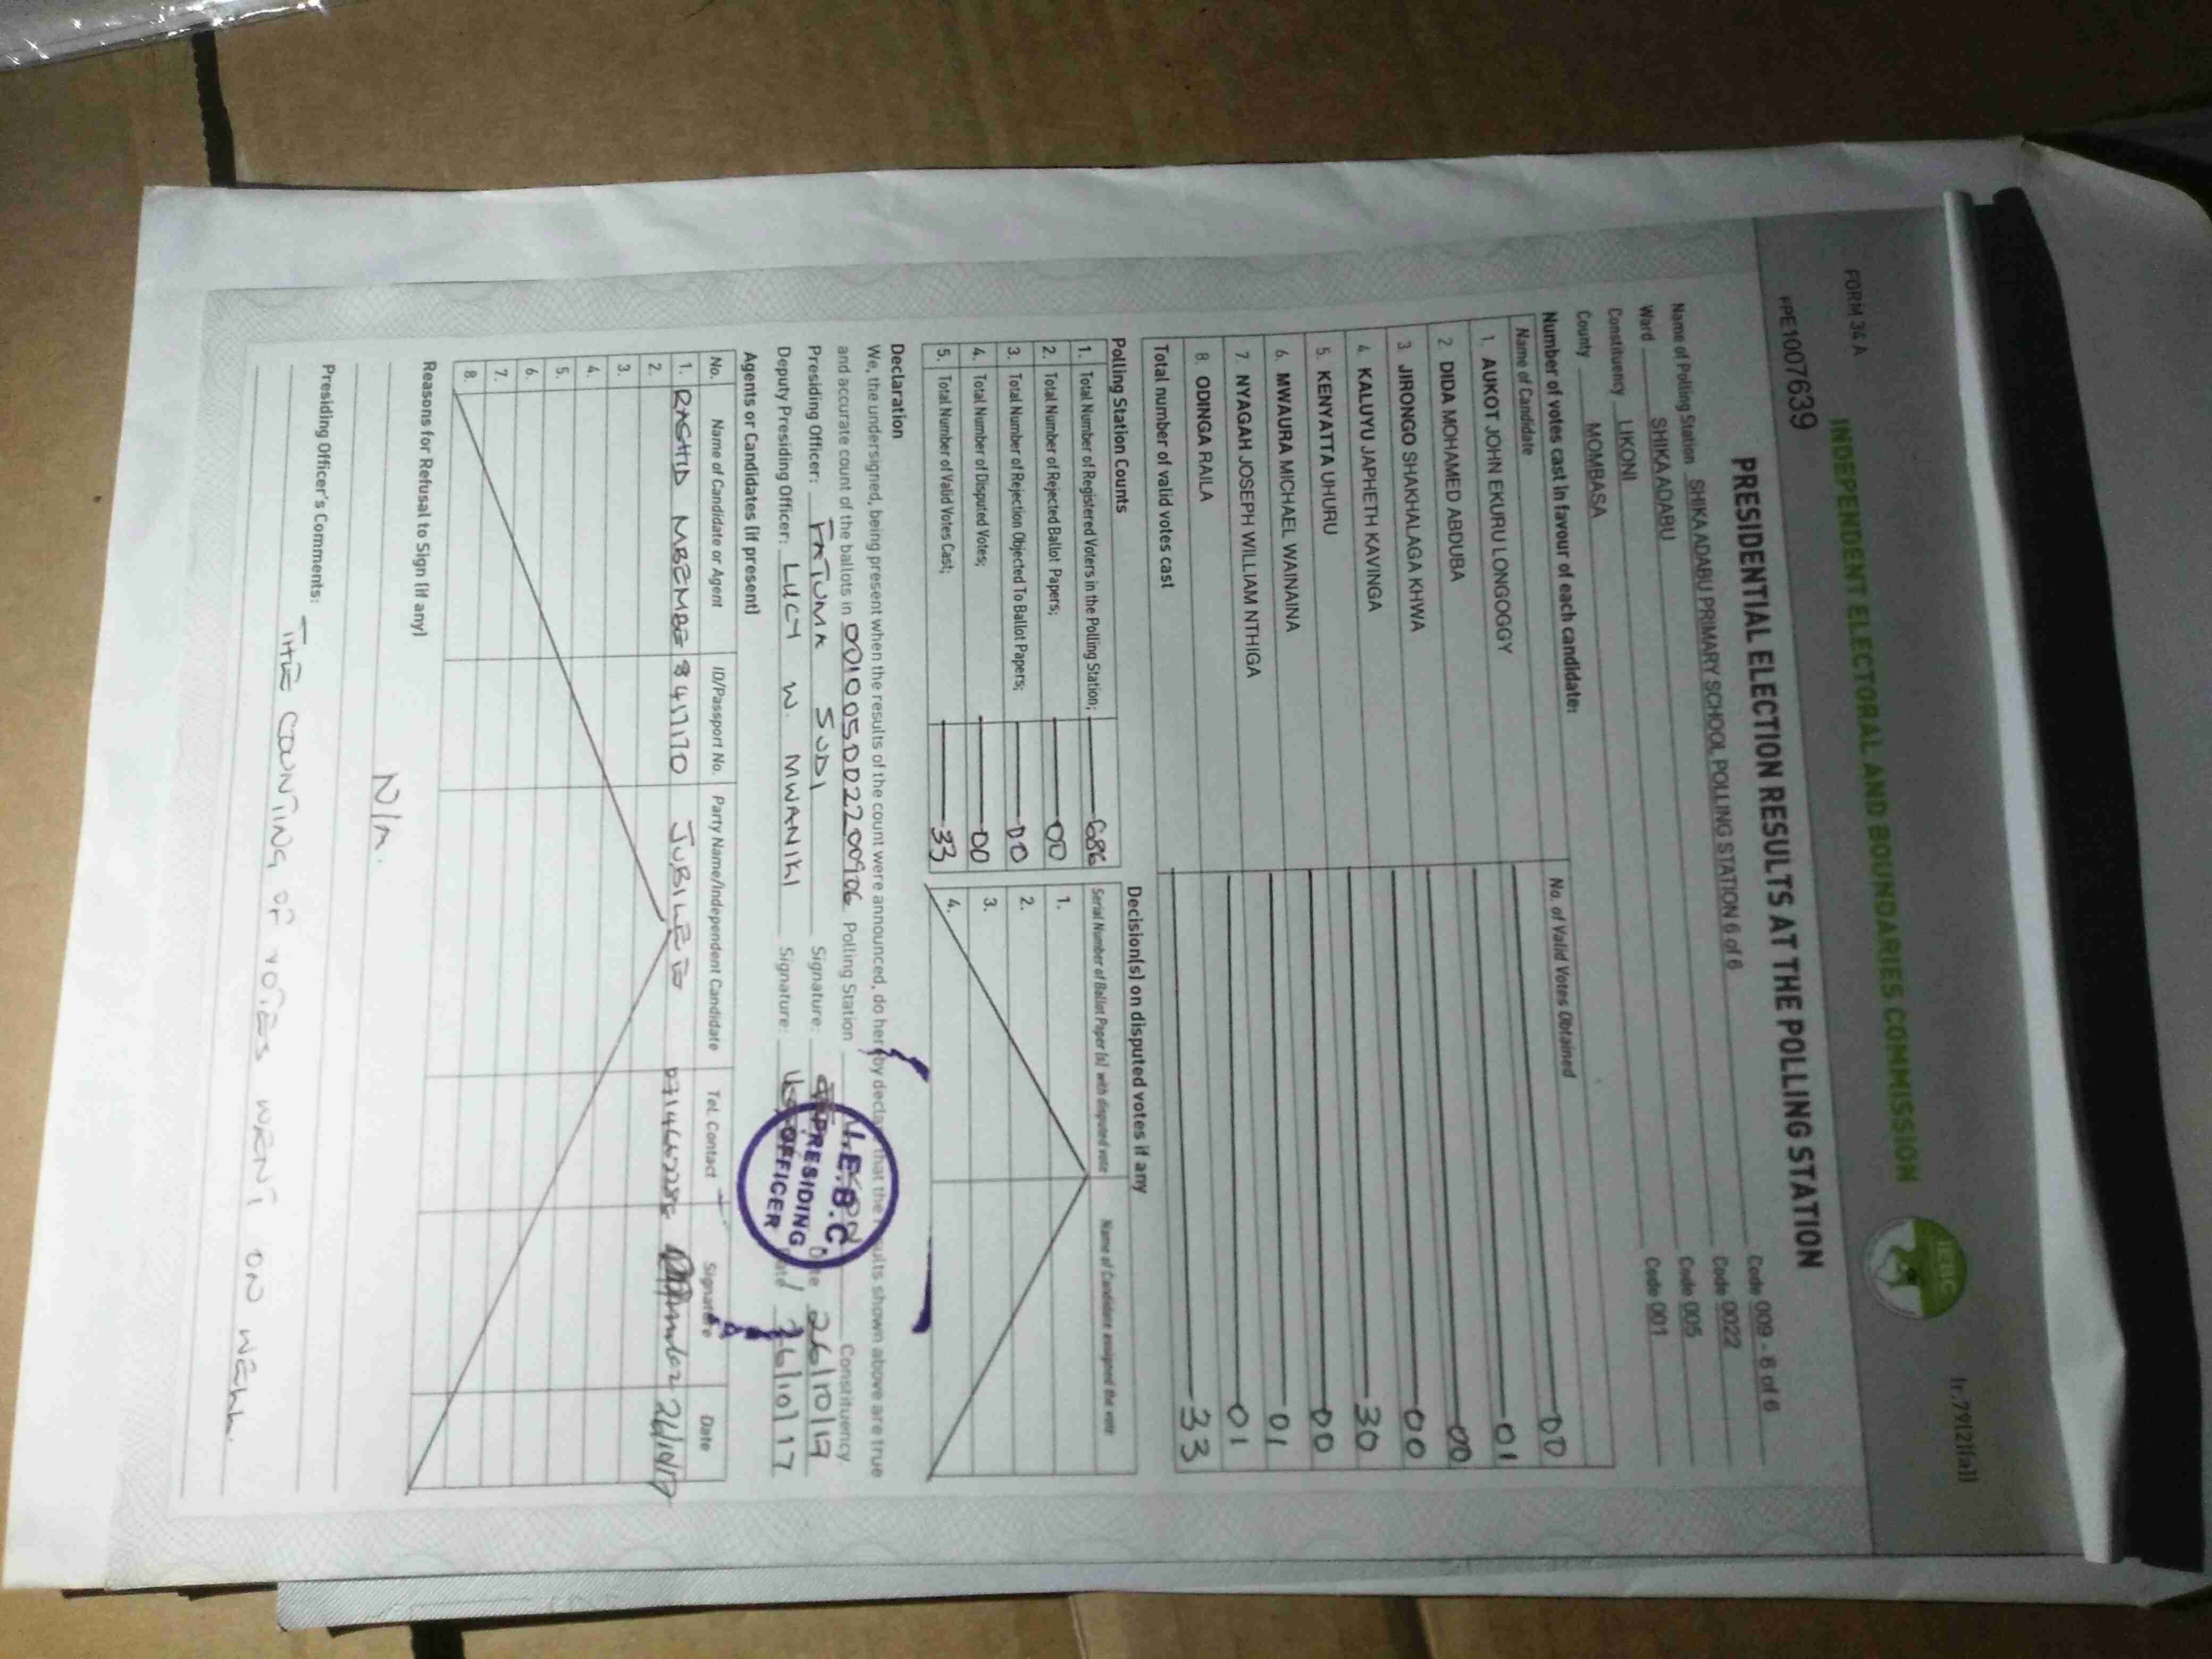 FORM 34 A
r.79(2)(a)
INDEPENDENT ELECTORAL AND BOUNDARIES COMMISSION
IEBC
PRESIDENTIAL ELECTION RESULTS AT THE POLLING STATION
PE1007639
Name of Polling Station SHIKA ADABU PRIMARY SCHOOL POLLING STATION 6 of 6 Code 009 - 6 of 6
Ward SHIKA ADABU Code 0022
Constituency LIKONI Code 005
County MOMBASA Code 001
Number of votes cast in favour of each candidate:
Name of Candidate No. of Valid Votes Obtained
1. AUKOT JOHN EKURU LONGOGGY 00
2. DIDA MOHAMED ABDUBA 01
3. JIRONGO SHAKHALAGA KHWA 00
4. KALUYU JAPHETH KAVINGA 00
5. KENYATTA UHURU 30
6. MWAURA MICHAEL WAINAINA 00
7. NYAGAH JOSEPH WILLIAM NTHIGA 01
8. ODINGA RAILA 01
Total number of valid votes cast 33
Polling Station Counts
1. Total Number of Registered Voters in the Polling Station; 686
2. Total Number of Rejected Ballot Papers; 00
3. Total Number of Rejection Objected To Ballot Papers; 00
4. Total Number of Disputed Votes; 00
5. Total Number of Valid Votes Cast; 33
Decision(s) on disputed votes if any
Serial Number of Ballot Paper (s) with disputed vote Name of Candidate assigned the vote
1.
2.
3.
4.
Declaration
We, the undersigned, being present when the results of the count were announced, do hereby declare that the results shown above are true
and accurate count of the ballots in 001005002200906 Polling Station Constituency.
Presiding Officer: FATUMA SUDI Signature: Date 26/10/17
Deputy Presiding Officer: LUCY W. MWANIKI Signature: Date 26/10/17
I.E.B.C
PRESIDING
OFFICER
Agents or Candidates (if present)
No. Name of Candidate or Agent ID/Passport No. Party Name/Independent Candidate Tel. Contact Signature Date
1. RASHID MBEMBE 8417170 JUBILEE 26/10/17
2.
3.
4.
5.
6.
7.
8.
Reasons for Refusal to Sign (if any)
N/A.
Presiding Officer's Comments:
THE COUNTING OF VOTES WENT ON WELL.